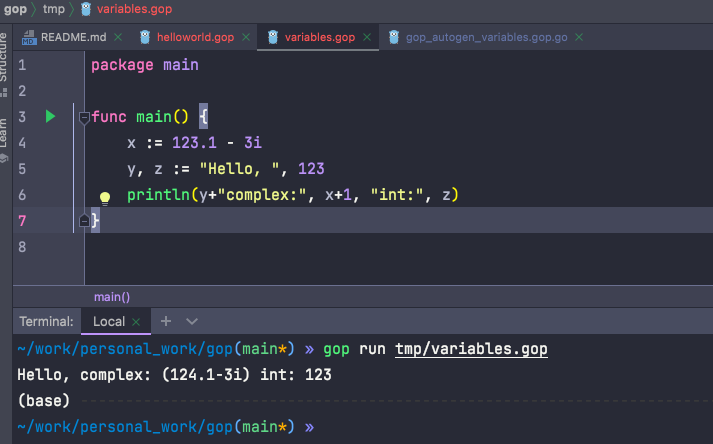 gop 〉 tmp 〉 variables.gop
README.md × helloworld.gop × variables.gop × gop_autogen_variables.gop.go ×
Structure
Learn
1 package main
2
3 func main() {
4 x := 123.1 - 3i
5 y, z := "Hello, ", 123
6 println(y+"complex:", x+1, "int:", z)
7 }
8
main()
Terminal: Local × +
~/work/personal_work/gop(main*) » gop run tmp/variables.gop
Hello, complex: (124.1-3i) int: 123
(base)
~/work/personal_work/gop(main*) »